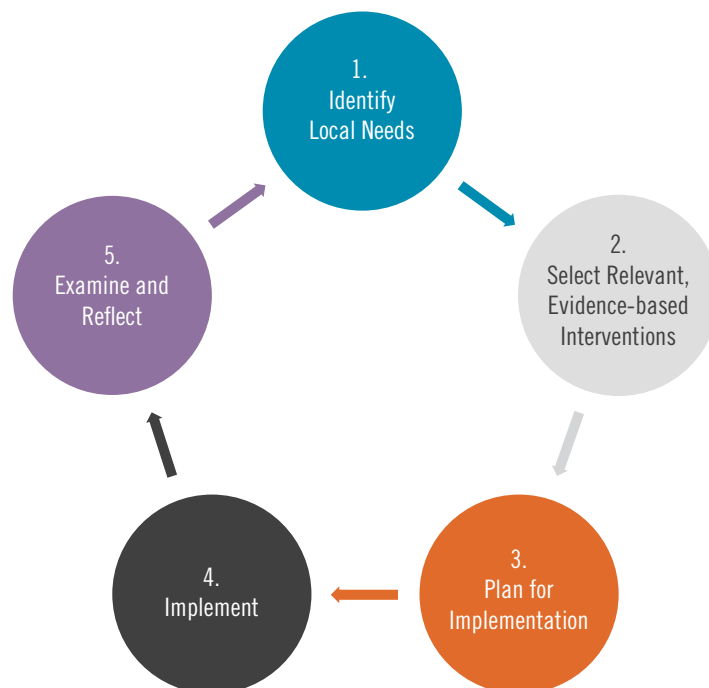 1.
Identify
Local Needs
2.
Select Relevant,
Evidence-based
Interventions
3.
Plan for
Implementation
4.
Implement
5.
Examine and
Reflect